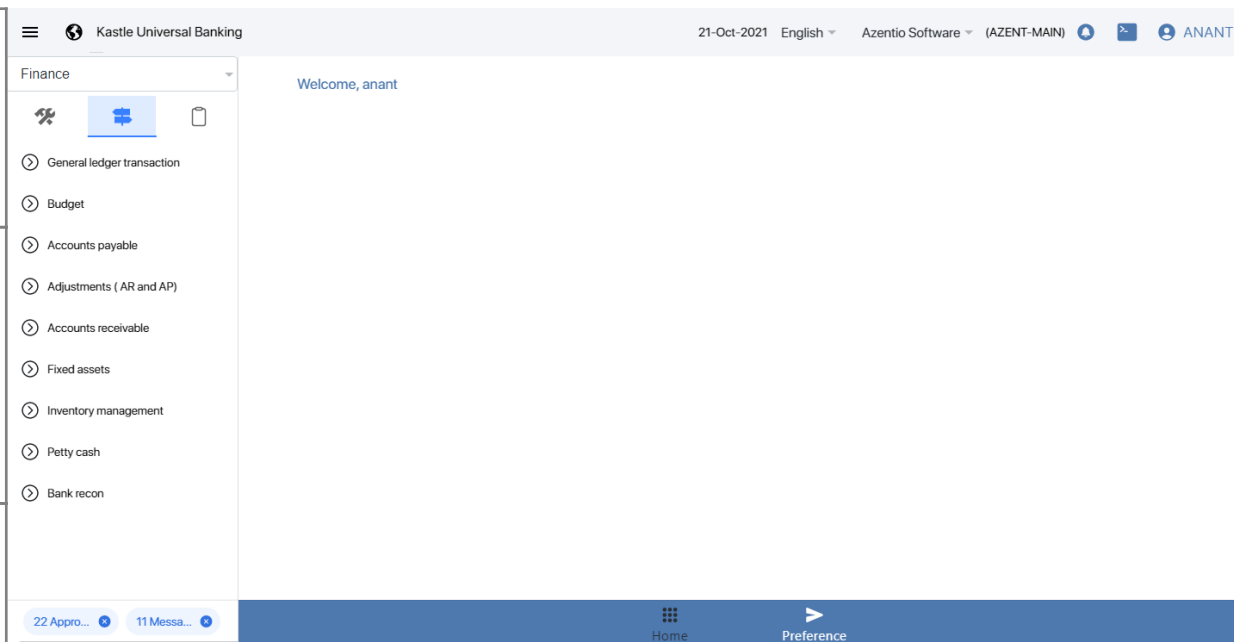 Kastle Universal Banking
21-Oct-2021 English Azentio Software (AZENT-MAIN) ANANT
Finance
Welcome, anant
General ledger transaction
Budget
Accounts payable
Adjustments ( AR and AP)
Accounts receivable
Fixed assets
Inventory management
Petty cash
Bank recon
22 Appro... 11 Messa...
Home
Preference